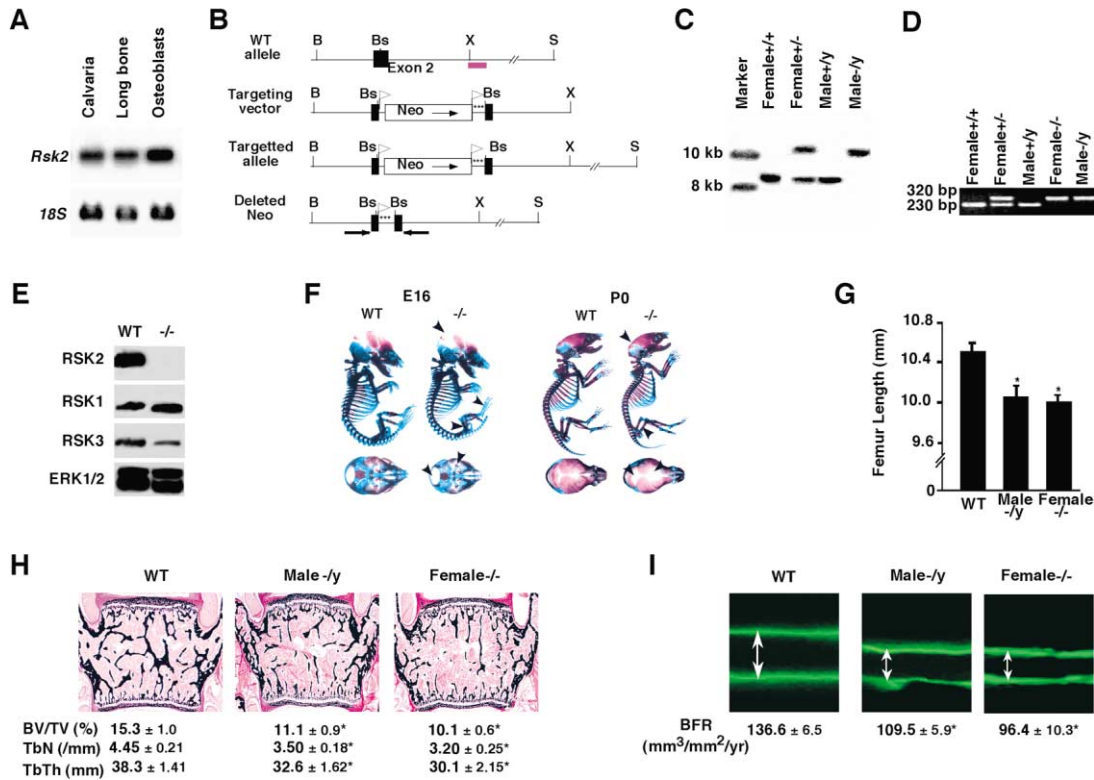 A
Calvaria
Long bone
Osteoblasts
Rsk2
18S
B
WT
allele
B Bs X S
Exon 2
Targeting
vector
B Bs Bs X
Neo
Targetted
allele
B Bs Bs X S
Neo
Deleted
Neo
B Bs Bs X S
C
Marker
Female+/+
Female+/-
Male+/y
Male-/y
10 kb
8 kb
D
Female+/+
Female+/-
Male+/y
Female-/-
Male-/y
320 bp
230 bp
E
WT -/-
RSK2
RSK1
RSK3
ERK1/2
F
E16 P0
WT -/- WT -/-
G
Femur Length (mm)
10.8
10.4
10.0
9.6
0
* *
WT Male -/y Female -/-
H
WT Male -/y Female-/-
BV/TV (%) 15.3 ± 1.0 11.1 ± 0.9* 10.1 ± 0.6*
TbN (/mm) 4.45 ± 0.21 3.50 ± 0.18* 3.20 ± 0.25*
TbTh (mm) 38.3 ± 1.41 32.6 ± 1.62* 30.1 ± 2.15*
I
WT Male-/y Female-/-
BFR
(mm³/mm²/yr)
136.6 ± 6.5 109.5 ± 5.9* 96.4 ± 10.3*